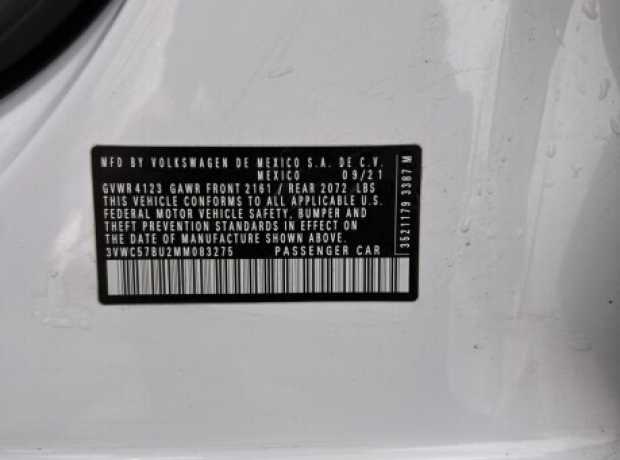 MFD BY VOLKSWAGEN DE MEXICO S.A. DE C.V.
MEXICO 09/21
GVWR 4123 GAWR FRONT 2161 / REAR 2072 LBS
THIS VEHICLE CONFORMS TO ALL APPLICABLE U.S.
FEDERAL MOTOR VEHICLE SAFETY, BUMPER AND
THEFT PREVENTION STANDARDS IN EFFECT ON
THE DATE OF MANUFACTURE SHOWN ABOVE.
3VWC57BU2MM083275 PASSENGER CAR
3521179 3387 M